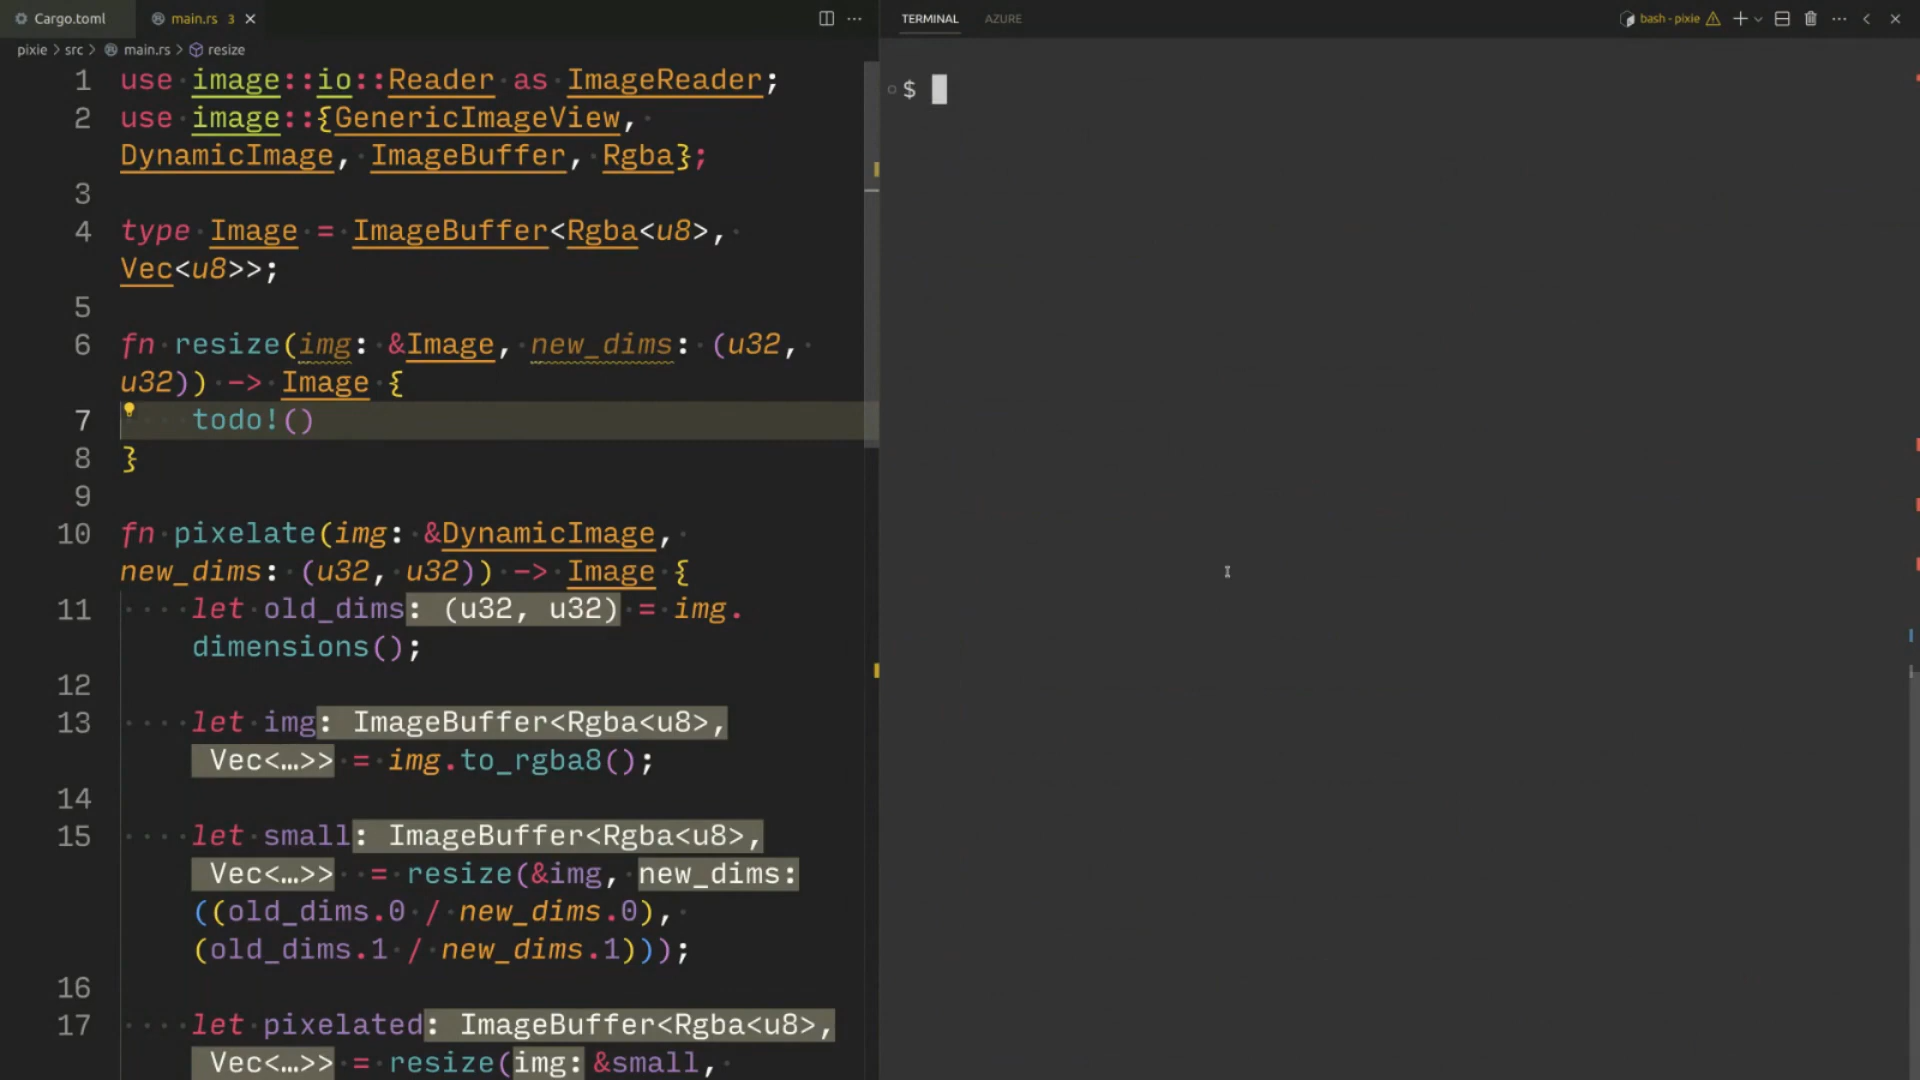 Cargo.toml
main.rs 3
TERMINAL AZURE
bash - pixie
pixie > src > main.rs > resize
1 use image::io::Reader as ImageReader;
2 use image::{GenericImageView,
DynamicImage, ImageBuffer, Rgba};
3
4 type Image = ImageBuffer<Rgba<u8>,
Vec<u8>>;
5
6 fn resize(img: &Image, new_dims: (u32,
u32)) -> Image {
7 todo!()
8 }
9
10 fn pixelate(img: &DynamicImage,
new_dims: (u32, u32)) -> Image {
11 let old_dims: (u32, u32) = img.
dimensions();
12
13 let img: ImageBuffer<Rgba<u8>,
Vec<…>> = img.to_rgba8();
14
15 let small: ImageBuffer<Rgba<u8>,
Vec<…>> = resize(&img, new_dims:
((old_dims.0 / new_dims.0),
(old_dims.1 / new_dims.1)));
16
17 let pixelated: ImageBuffer<Rgba<u8>,
Vec<…>> = resize(img: &small,
$